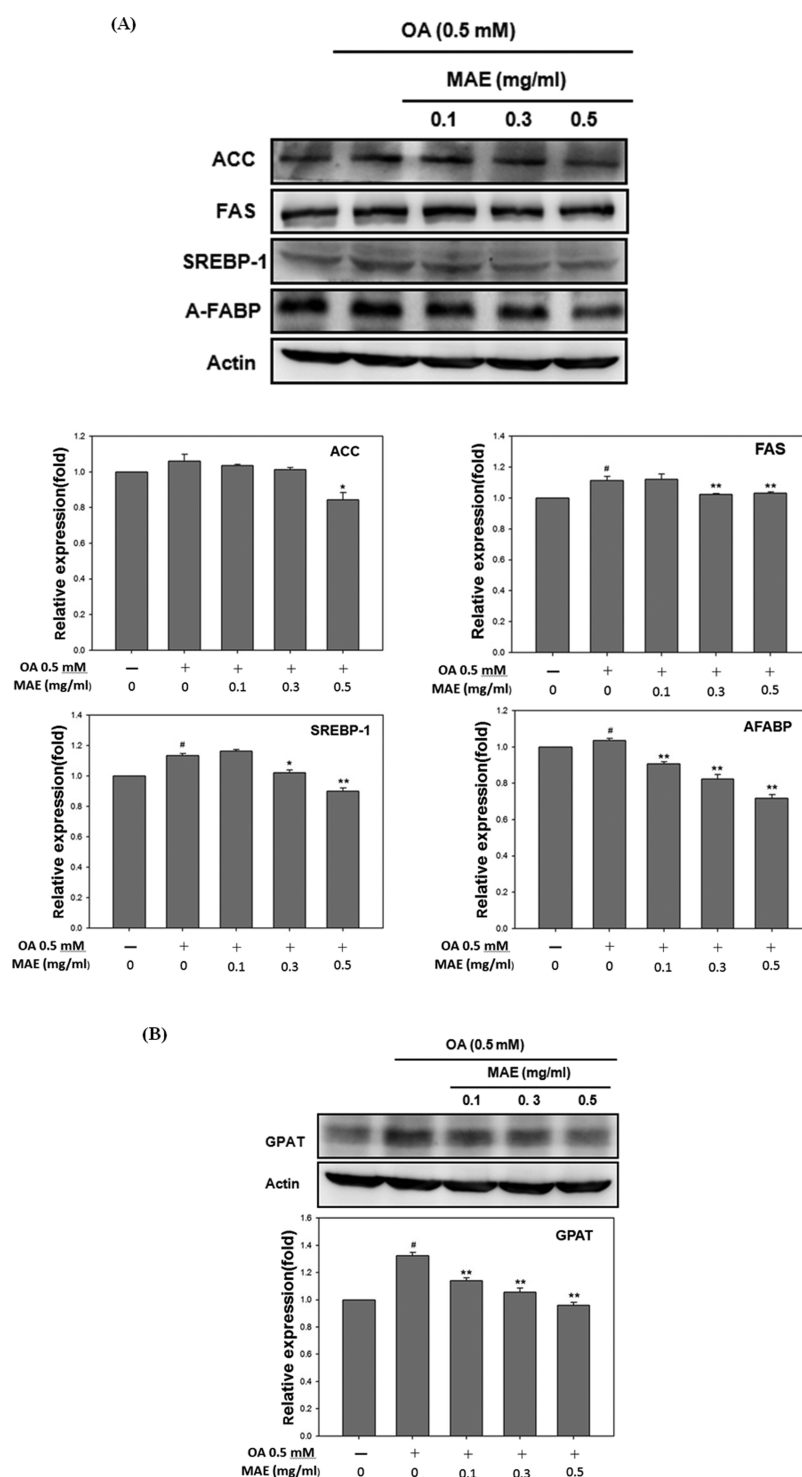 (A)
OA (0.5 mM)
MAE (mg/ml)
0.1 0.3 0.5
ACC
FAS
SREBP-1
A-FABP
Actin
ACC
Relative expression(fold)
1.2
1.0
0.8
0.6
0.4
0.2
0.0
*
OA 0.5 mM — + + + +
MAE (mg/ml) 0 0 0.1 0.3 0.5
FAS
Relative expression(fold)
1.4
1.2
1.0
0.8
0.6
0.4
0.2
0.0
# ** **
OA 0.5 mM — + + + +
MAE (mg/ml) 0 0 0.1 0.3 0.5
SREBP-1
Relative expression(fold)
1.4
1.2
1.0
0.8
0.6
0.4
0.2
0.0
# * **
OA 0.5 mM — + + + +
MAE (mg/ml) 0 0 0.1 0.3 0.5
AFABP
Relative expression(fold)
1.2
1.0
0.8
0.6
0.4
0.2
0.0
# ** ** **
OA 0.5 mM — + + + +
MAE (mg/ml) 0 0 0.1 0.3 0.5
(B)
OA (0.5 mM)
MAE (mg/ml)
0.1 0. 3 0.5
GPAT
Actin
GPAT
Relative expression(fold)
1.6
1.4
1.2
1.0
0.8
0.6
0.4
0.2
0.0
# ** ** **
OA 0.5 mM — + + + +
MAE (mg/ml) 0 0 0.1 0.3 0.5